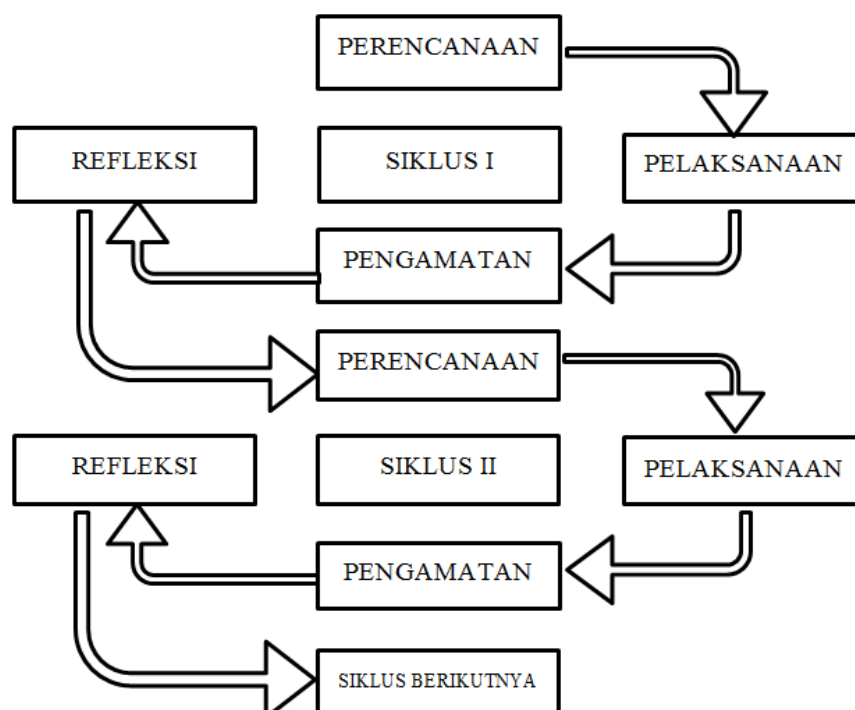 PERENCANAAN
REFLEKSI
SIKLUS I
PELAKSANAAN
PENGAMATAN
PERENCANAAN
REFLEKSI
SIKLUS II
PELAKSANAAN
PENGAMATAN
SIKLUS BERIKUTNYA